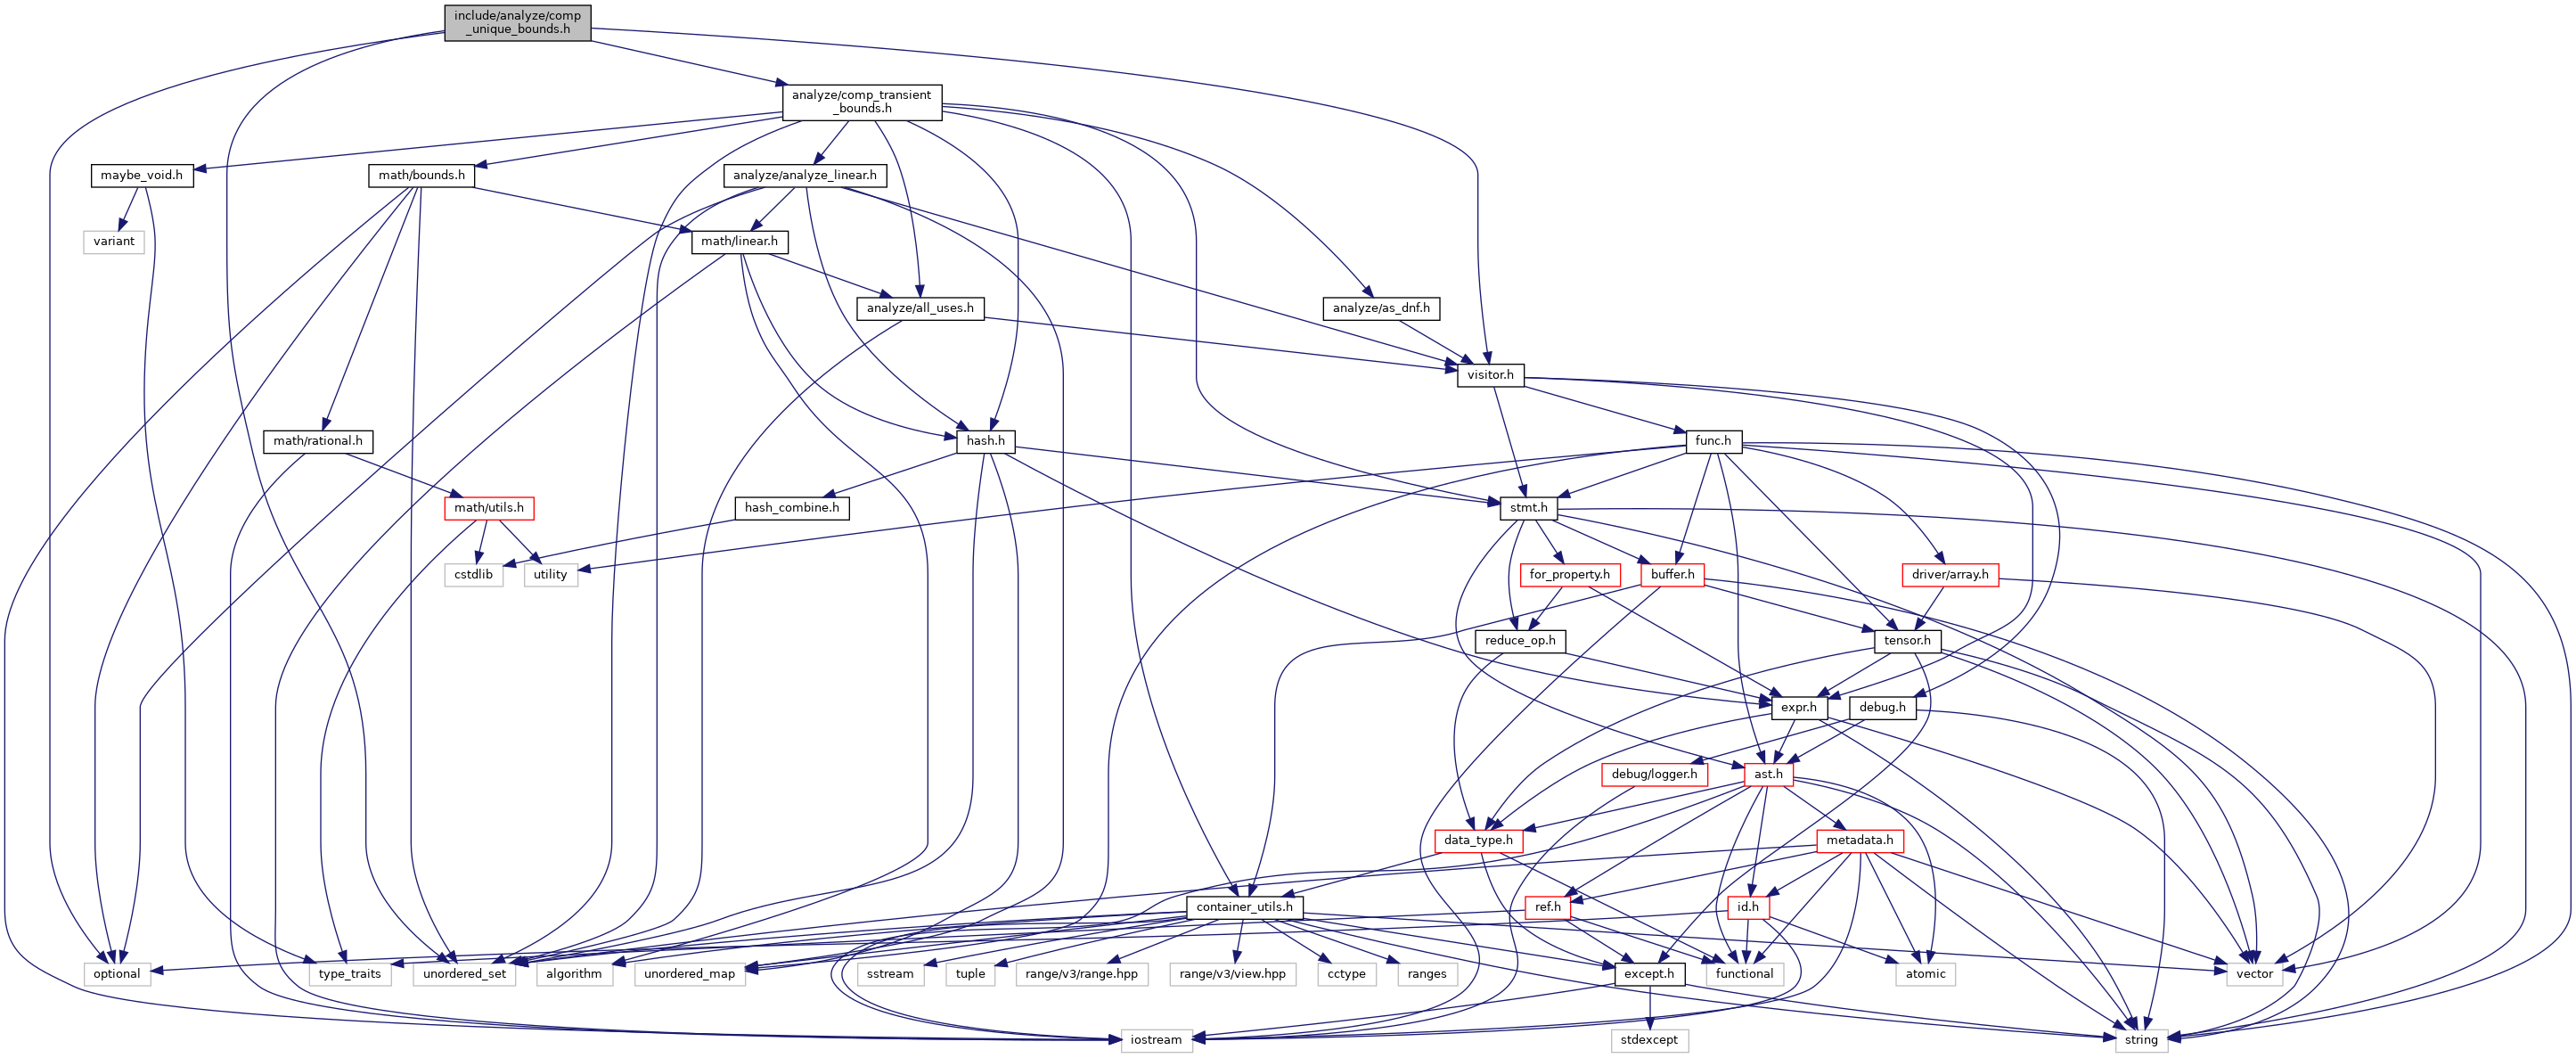 include/analyze/comp
_unique_bounds.h
analyze/comp_transient
_bounds.h
maybe_void.h
math/bounds.h
analyze/analyze_linear.h
variant
math/linear.h
analyze/all_uses.h
analyze/as_dnf.h
visitor.h
math/rational.h
hash.h
func.h
math/utils.h
hash_combine.h
stmt.h
cstdlib
utility
for_property.h
buffer.h
driver/array.h
reduce_op.h
tensor.h
expr.h
debug.h
debug/logger.h
ast.h
data_type.h
metadata.h
container_utils.h
ref.h
id.h
optional
type_traits
unordered_set
algorithm
unordered_map
sstream
tuple
range/v3/range.hpp
range/v3/view.hpp
cctype
ranges
except.h
functional
atomic
vector
iostream
stdexcept
string